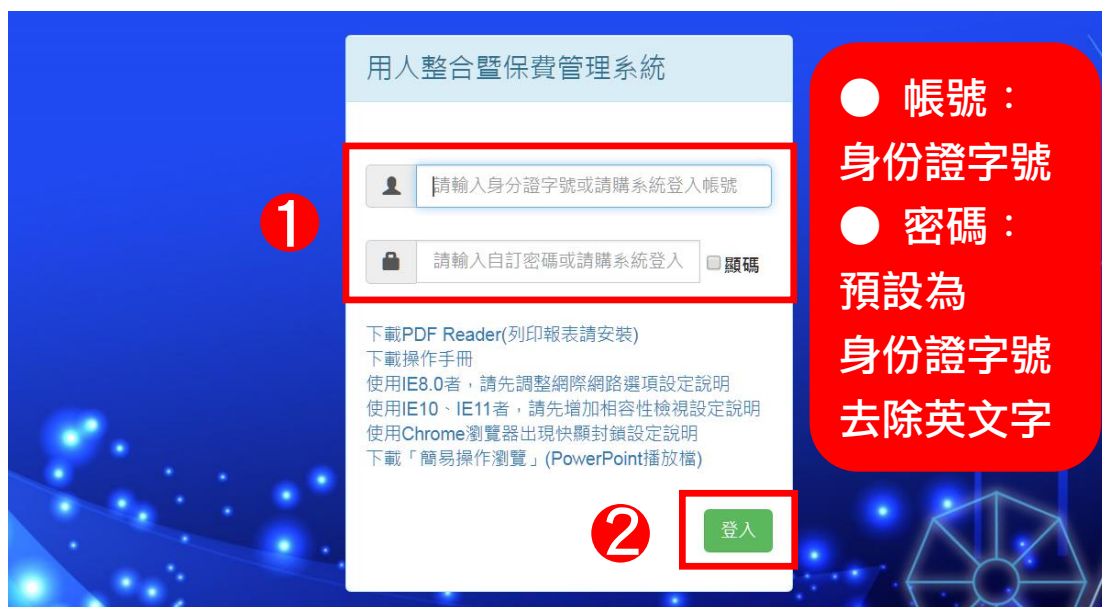 用人整合暨保費管理系統
1
請輸入身分證字號或請購系統登入帳號
請輸入自訂密碼或請購系統登入
顯碼
下載PDF Reader(列印報表請安裝)
下載操作手冊
使用IE8.0者，請先調整網際網路選項設定說明
使用IE10、IE11者，請先增加相容性檢視設定說明
使用Chrome瀏覽器出現快顯封鎖設定說明
下載「簡易操作瀏覽」(PowerPoint播放檔)
2
登入
● 帳號：
身份證字號
● 密碼：
預設為
身份證字號
去除英文字